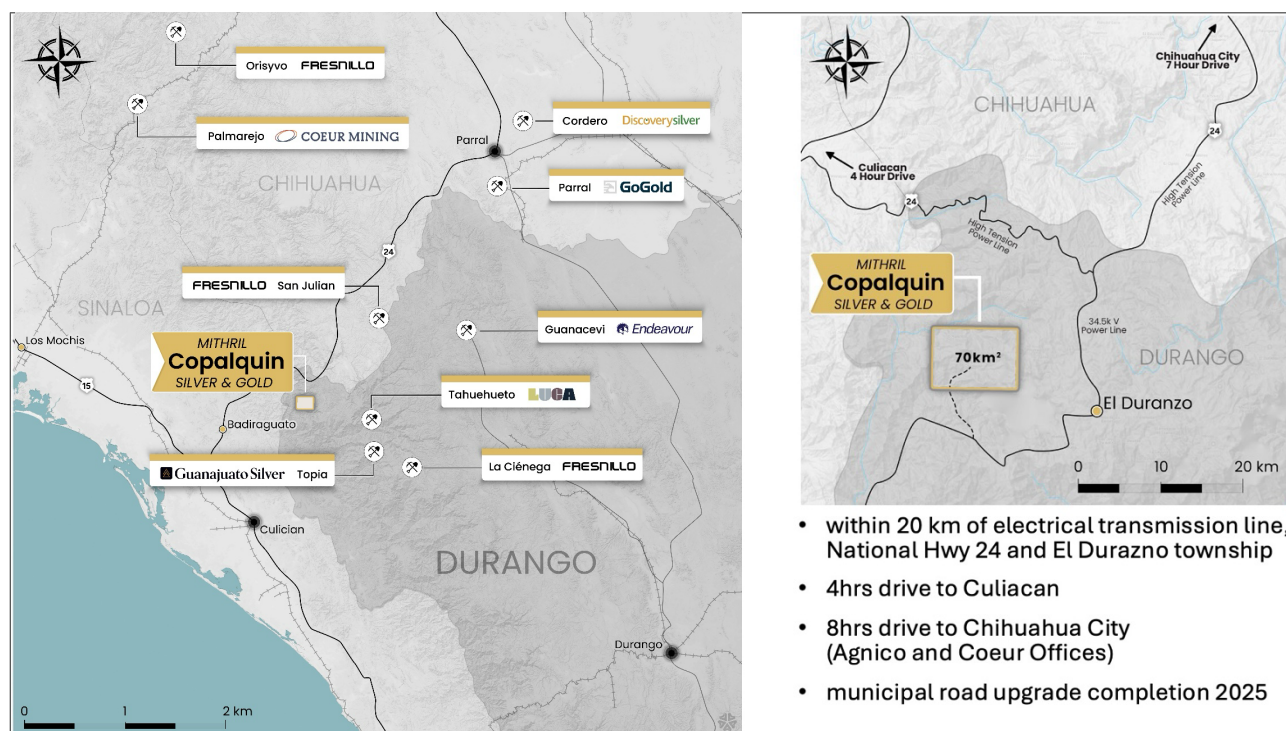 Orisyvo FRESNILLO
Palmarejo COEUR MINING
CHIHUAHUA
Parral
Cordero Discoverysilver
Parral GoGold
24
FRESNILLO San Julian
SINALOA
Los Mochis
15
MITHRIL
Copalquin
SILVER & GOLD
Guanacevi Endeavour
Tahuehueto LUCA
Badiraguato
Guanajuato Silver Topia
La Ciénega FRESNILLO
Culician
DURANGO
Durango
0 1 2 km
Chihuahua City
7 Hour Drive
CHIHUAHUA
24
Culiacan
4 Hour Drive
24
High Tension
Power Line
High Tension
Power Line
MITHRIL
Copalquin
SILVER & GOLD
34.5k V
Power Line
70km²
DURANGO
El Duranzo
0 10 20 km
• within 20 km of electrical transmission line,
National Hwy 24 and El Durazno township
• 4hrs drive to Culiacan
• 8hrs drive to Chihuahua City
(Agnico and Coeur Offices)
• municipal road upgrade completion 2025